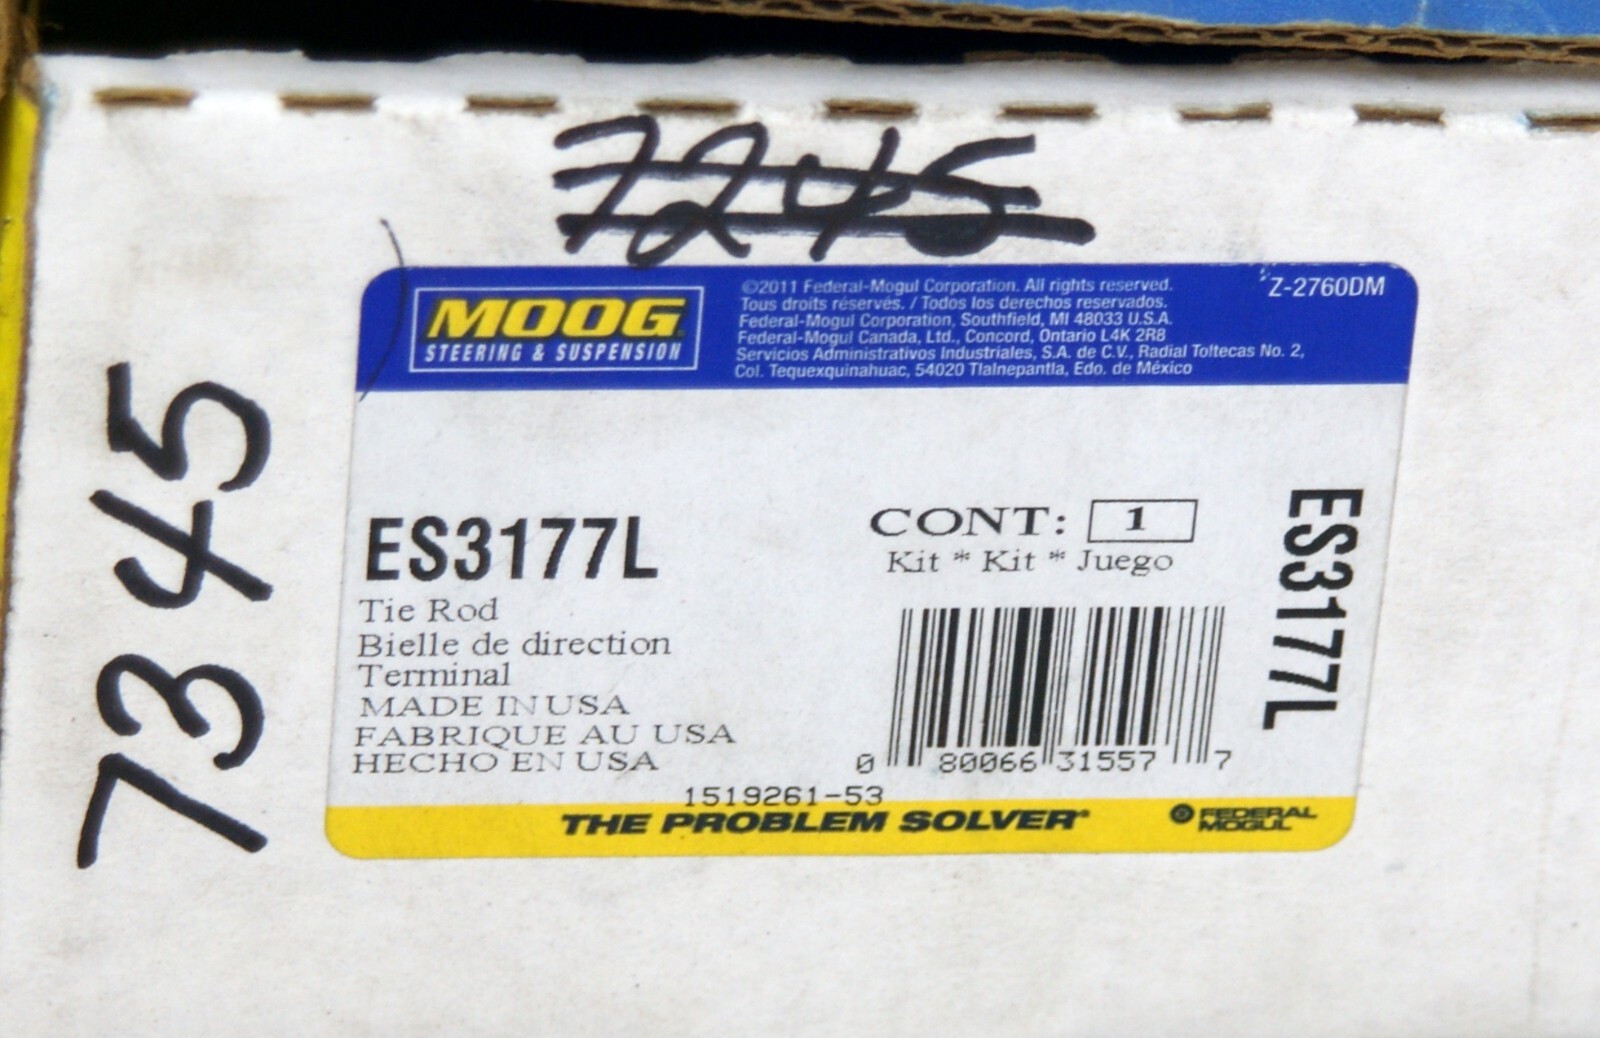 7245
7345
MOOG
STEERING & SUSPENSION
©2011 Federal-Mogul Corporation. All rights reserved.
Tous droits réservés. / Todos los derechos reservados.
Federal-Mogul Corporation, Southfield, MI 48033 U.S.A.
Federal-Mogul Canada, Ltd., Concord, Ontario L4K 2R8
Servicios Administrativos Industriales, S.A. de C.V., Radial Toltecas No. 2,
Col. Tequexquinahuac, 54020 Tlalnepantla, Edo. de México
Z-2760DM
ES3177L
Tie Rod
Bielle de direction
Terminal
MADE IN USA
FABRIQUE AU USA
HECHO EN USA
CONT: 1
Kit * Kit * Juego
0 80066 31557 7
ES3177L
1519261-53
THE PROBLEM SOLVER®
FEDERAL
MOGUL